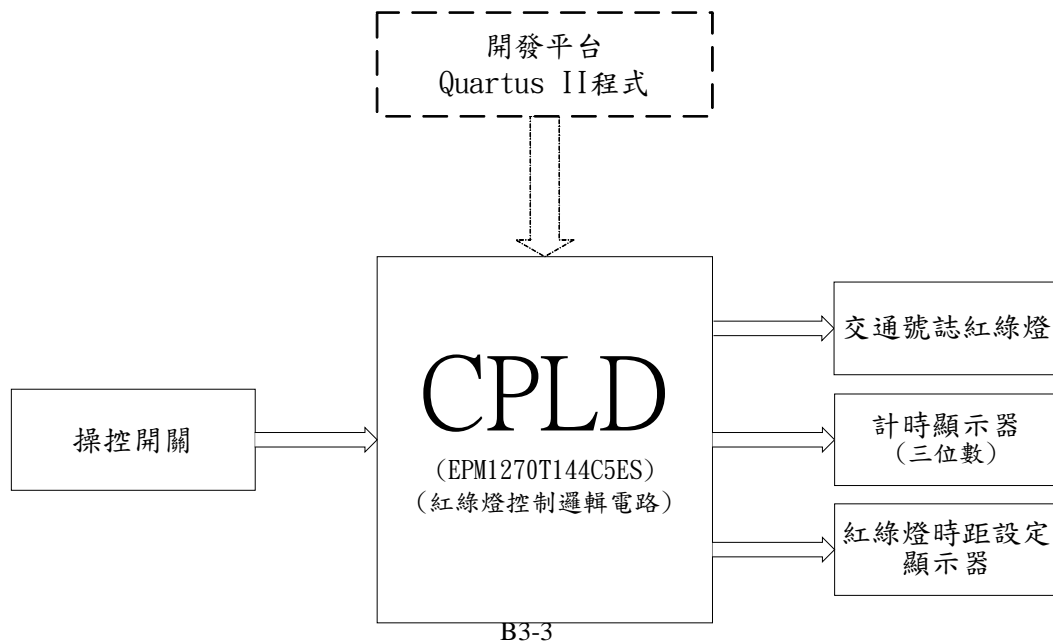 開發平台
Quartus II程式
CPLD
(EPM1270T144C5ES)
(紅綠燈控制邏輯電路)
操控開關
交通號誌紅綠燈
計時顯示器
(三位數)
紅綠燈時距設定
顯示器
B3-3